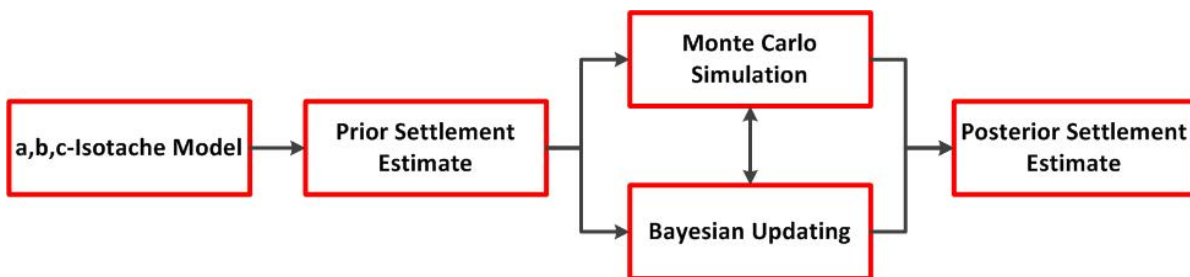 a,b,c-Isotache Model
Prior Settlement
Estimate
Monte Carlo
Simulation
Bayesian Updating
Posterior Settlement
Estimate